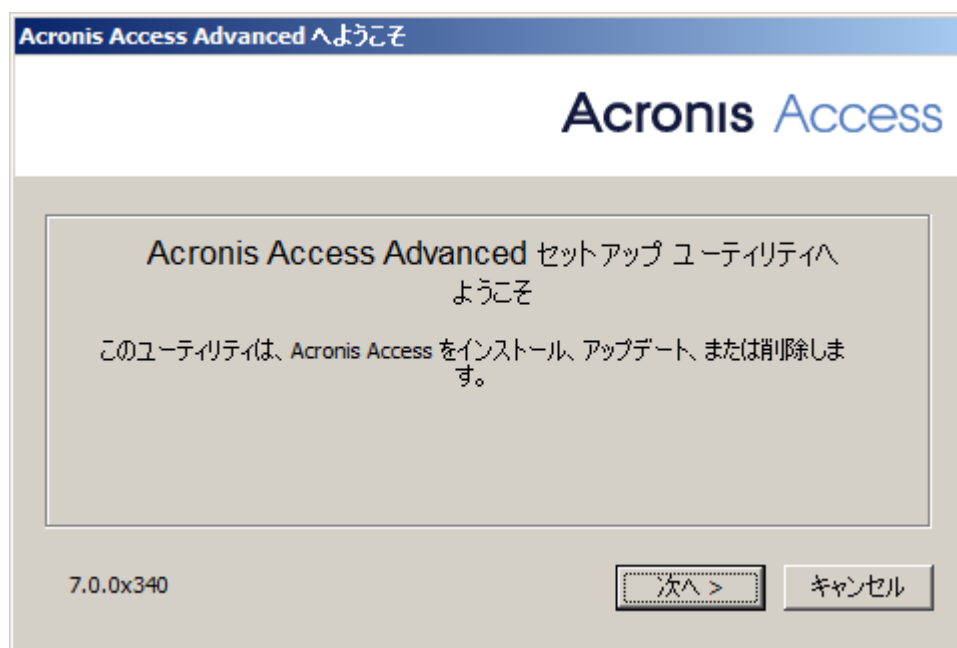 Acronis Access Advanced へようこそ
Acronis Access
Acronis Access Advanced セットアップ ユーティリティへ
ようこそ
このユーティリティは、Acronis Access をインストール、アップデート、または削除しま
す。
7.0.0x340
次へ >
キャンセル